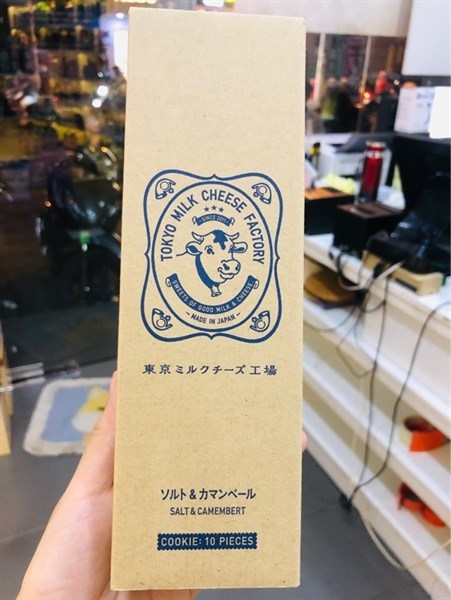 TOKYO MILK CHEESE FACTORY
SINCE 2012
SWEETS OF GOOD MILK & CHEESE
- MADE IN JAPAN -
東京ミルクチーズ工場
ソルト&カマンベール
SALT & CAMEMBERT
COOKIE: 10 PIECES